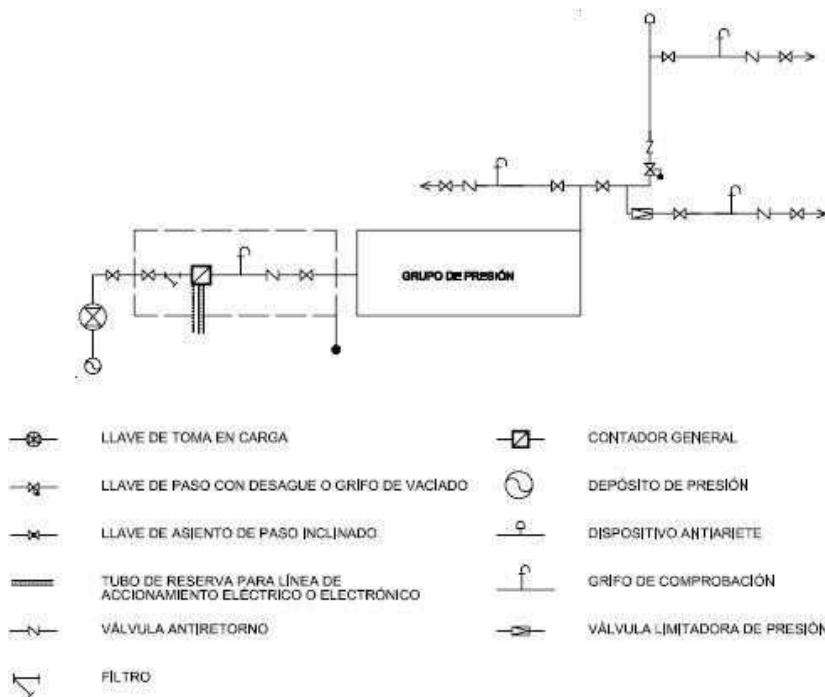 GRUPO DE PRESIÓN
LLAVE DE TOMA EN CARGA
LLAVE DE PASO CON DESAGUE O GRIFO DE VACIADO
LLAVE DE ASIENTO DE PASO INCLINADO
TUBO DE RESERVA PARA LÍNEA DE
ACCIONAMIENTO ELÉCTRICO O ELECTRÓNICO
VÁLVULA ANTIRETORNO
FILTRO
CONTADOR GENERAL
DEPÓSITO DE PRESIÓN
DISPOSITIVO ANTIARIETE
GRIFO DE COMPROBACIÓN
VÁLVULA LIMITADORA DE PRESIÓN